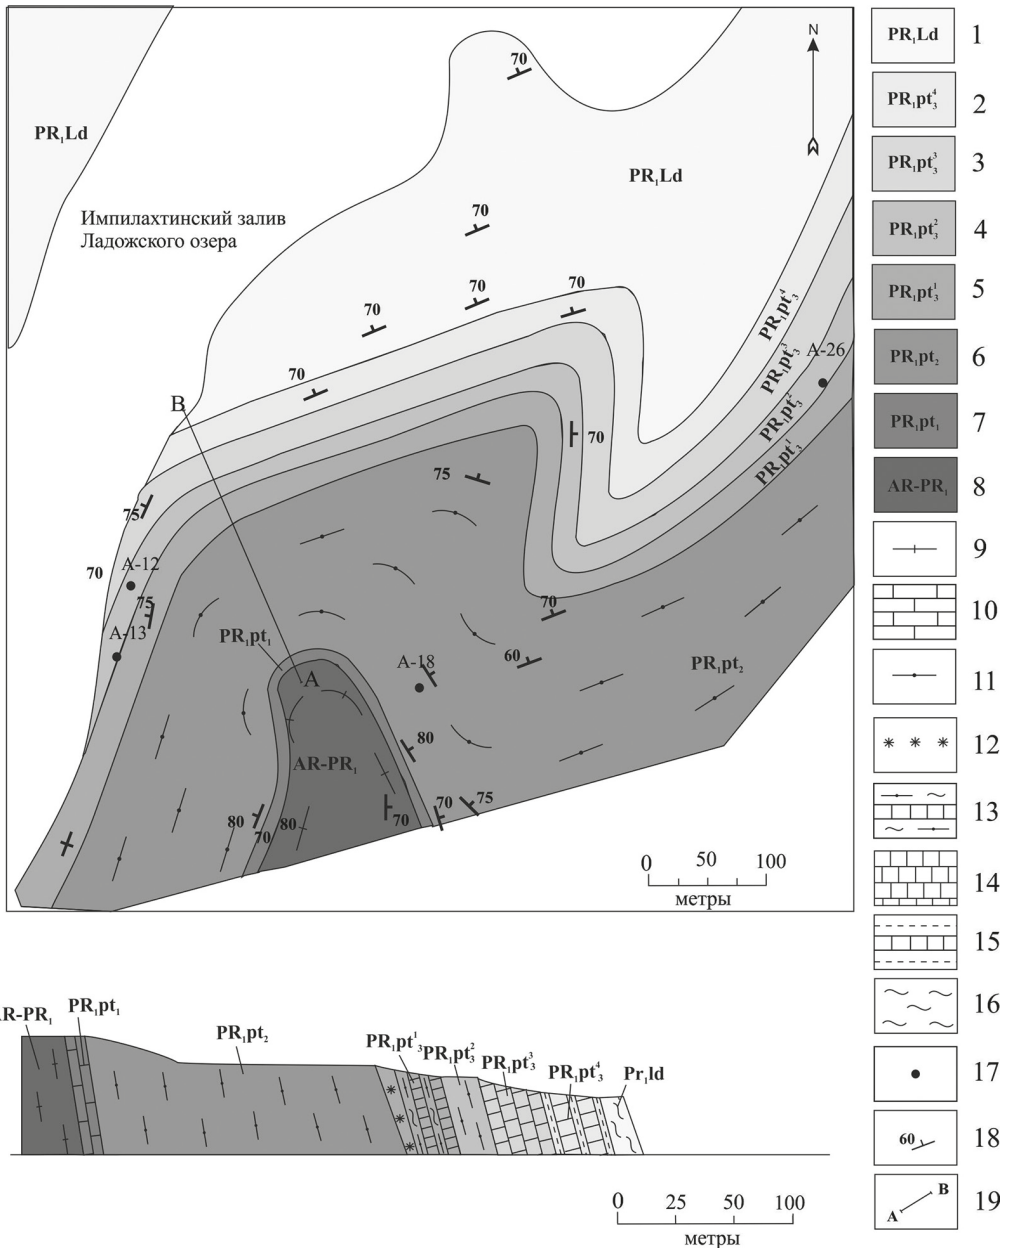 N
PR₁Ld
PR₁Ld
Импилахтинский залив
Ладожского озера
70
70
70
70
70
70
70
75
75
70
75
70
60
80
70
75
80
70
80
70
B
A
A-12
A-13
A-18
A-26
PR₁pt₃⁴
PR₁pt₃³
PR₁pt₃²
PR₁pt₃¹
PR₁pt₁
PR₁pt₂
AR-PR₁
0 50 100
метры
PR₁Ld 1
PR₁pt₃⁴ 2
PR₁pt₃³ 3
PR₁pt₃² 4
PR₁pt₃¹ 5
PR₁pt₂ 6
PR₁pt₁ 7
AR-PR₁ 8
9
10
11
12
13
14
15
16
17
60 18
A B 19
AR-PR₁ PR₁pt₁ PR₁pt₂ PR₁pt₃¹ PR₁pt₃² PR₁pt₃³ PR₁pt₃⁴ Pr₁ld
0 25 50 100
метры